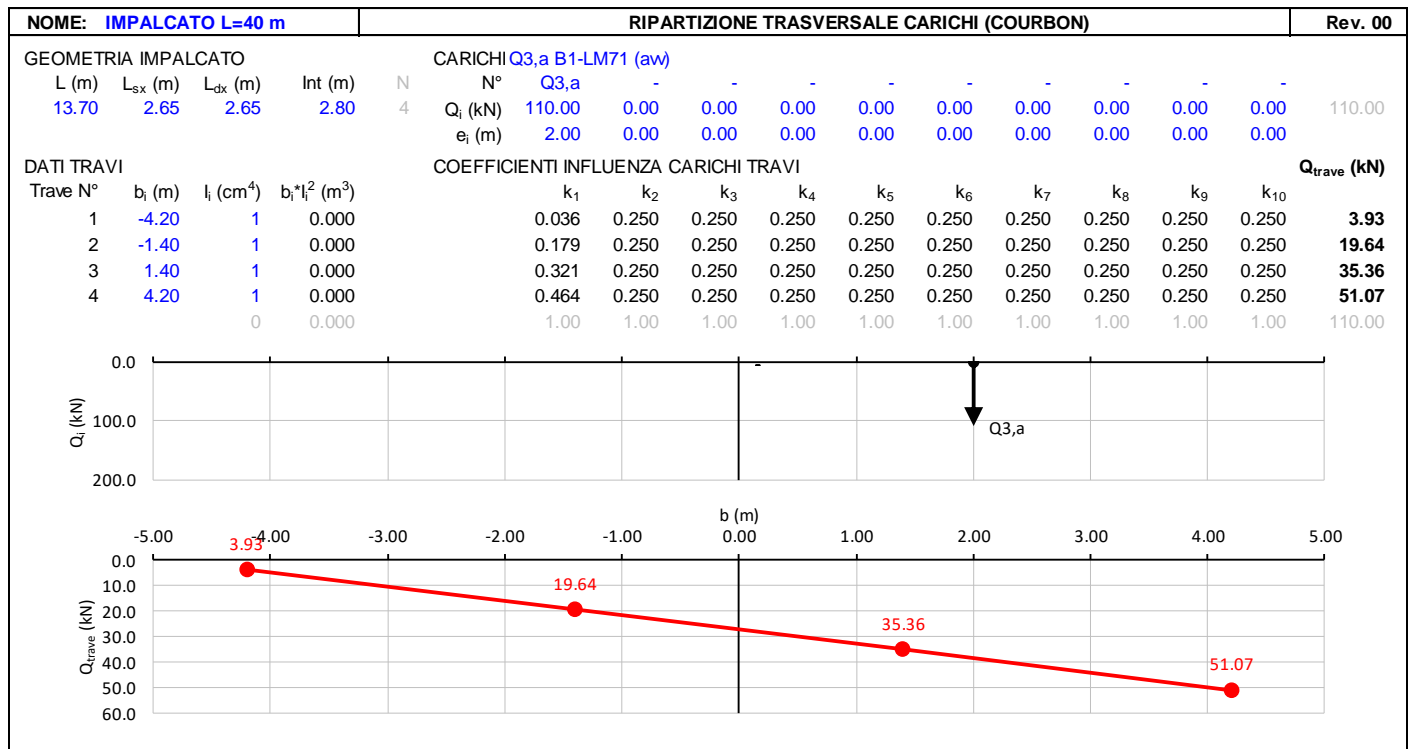 NOME: IMPALCATO L=40 m RIPARTIZIONE TRASVERSALE CARICHI (COURBON) Rev. 00
GEOMETRIA IMPALCATO CARICHI Q3,a B1-LM71 (avv)
L (m) Lsx (m) Ldx (m) Int (m) N N° Q3,a - - - - - - - - -
13.70 2.65 2.65 2.80 4 Qi (kN) 110.00 0.00 0.00 0.00 0.00 0.00 0.00 0.00 0.00 0.00 110.00
ei (m) 2.00 0.00 0.00 0.00 0.00 0.00 0.00 0.00 0.00 0.00
DATI TRAVI COEFFICIENTI INFLUENZA CARICHI TRAVI Qtrave (kN)
Trave N° bi (m) Ii (cm⁴) bi*Ii² (m³) k1 k2 k3 k4 k5 k6 k7 k8 k9 k10
1 -4.20 1 0.000 0.036 0.250 0.250 0.250 0.250 0.250 0.250 0.250 0.250 0.250 3.93
2 -1.40 1 0.000 0.179 0.250 0.250 0.250 0.250 0.250 0.250 0.250 0.250 0.250 19.64
3 1.40 1 0.000 0.321 0.250 0.250 0.250 0.250 0.250 0.250 0.250 0.250 0.250 35.36
4 4.20 1 0.000 0.464 0.250 0.250 0.250 0.250 0.250 0.250 0.250 0.250 0.250 51.07
0 0.000 1.00 1.00 1.00 1.00 1.00 1.00 1.00 1.00 1.00 1.00 110.00
0.0
-
100.0
Q3,a
200.0
Qi (kN)
b (m)
-5.00 -4.00 -3.00 -2.00 -1.00 0.00 1.00 2.00 3.00 4.00 5.00
3.93
0.0
10.0
19.64
20.0
35.36
30.0
40.0
51.07
50.0
60.0
Qtrave (kN)